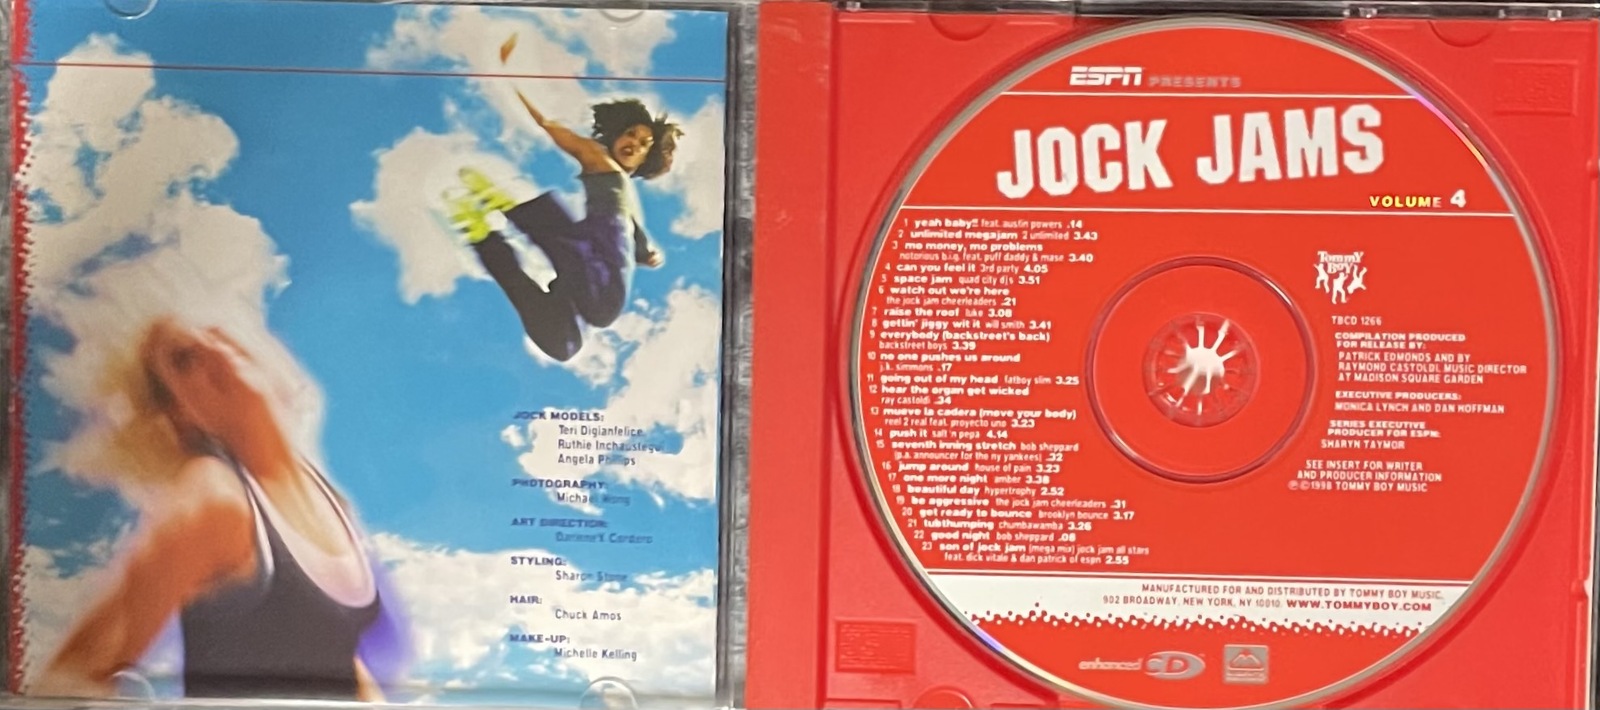 JOCK MODELS:
Teri Digianfelice
Ruthie Inchaustegui
Angela Phillips
PHOTOGRAPHY:
Michael Wong
ART DIRECTION:
Cordero
STYLING:
Sharon Stone
HAIR:
Chuck Amos
MAKE-UP:
Michelle Kelling
ESPN PRESENTS
JOCK JAMS
VOLUME 4
1 yeah baby!! feat. austin powers .14
2 unlimited megajam 2 unlimited 3.43
3 mo money, mo problems
notorious b.i.g. feat. puff daddy & mase 3.40
4 can you feel it 3rd party 4.05
5 space jam quad city djs 3.51
6 watch out we're here
the jock jam cheerleaders .21
7 raise the roof luke 3.08
8 gettin' jiggy wit it will smith 3.41
9 everybody (backstreet's back)
backstreet boys 3.39
10 no one pushes us around
j.k. simmons .17
11 going out of my head fatboy slim 3.25
12 hear the organ get wicked
ray castoldi .34
13 mueve la cadera (move your body)
reel 2 real feat. proyecto uno 3.23
14 push it salt 'n pepa 4.14
15 seventh inning stretch bob sheppard
(p.a. announcer for the ny yankees) .32
16 jump around house of pain 3.23
17 one more night amber 3.38
18 beautiful day hypertrophy 2.52
19 be aggressive the jock jam cheerleaders .31
20 get ready to bounce brooklyn bounce 3.17
21 tubthumping chumbawamba 3.26
22 good night bob sheppard .06
23 son of jock jam (mega mix) jock jam all stars
feat. dick vitale & dan patrick of espn 2.55
Tommy
Boy
TBCD 1266
COMPILATION PRODUCED
FOR RELEASE BY:
PATRICK EDMONDS AND BY
RAYMOND CASTOLDI, MUSIC DIRECTOR
AT MADISON SQUARE GARDEN
EXECUTIVE PRODUCERS:
MONICA LYNCH AND DAN HOFFMAN
SERIES EXECUTIVE
PRODUCER FOR ESPN:
SHARYN TAYMOR
SEE INSERT FOR WRITER
AND PRODUCER INFORMATION
℗©1998 TOMMY BOY MUSIC
MANUFACTURED FOR AND DISTRIBUTED BY TOMMY BOY MUSIC,
902 BROADWAY, NEW YORK, NY 10010. WWW.TOMMYBOY.COM
enhanced CD